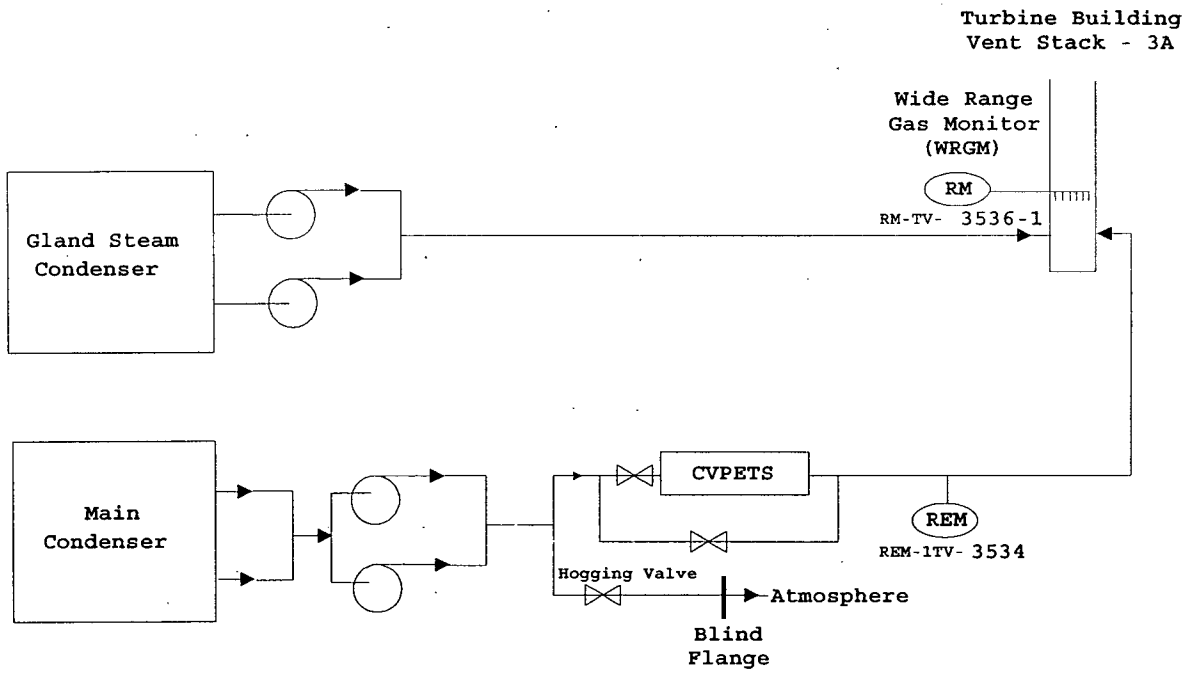 Turbine Building
Vent Stack - 3A
Wide Range
Gas Monitor
(WRGM)
RM
RM-TV- 3536-1
Gland Steam
Condenser
Main
Condenser
CVPETS
REM
REM-1TV- 3534
Hogging Valve
Atmosphere
Blind
Flange